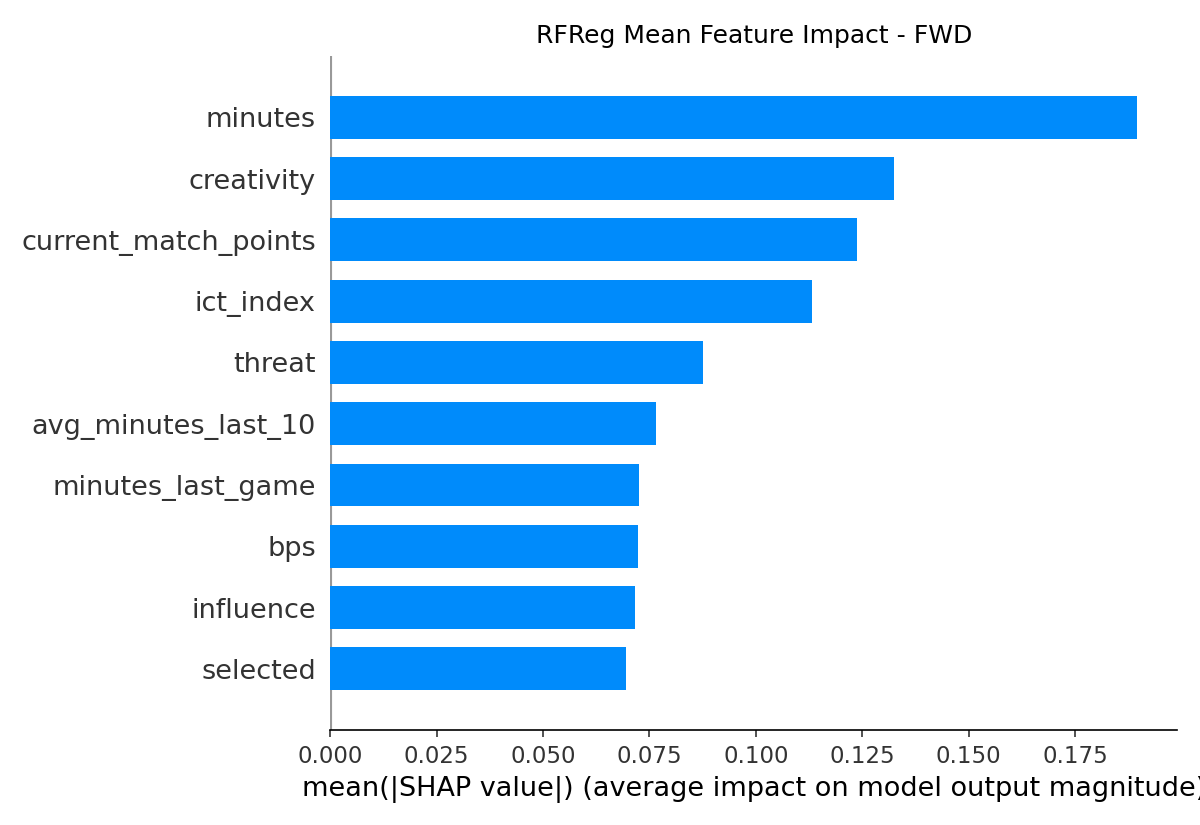 RFReg Mean Feature Impact - FWD
minutes
creativity
current_match_points
ict_index
threat
avg_minutes_last_10
minutes_last_game
bps
influence
selected
0.000 0.025 0.050 0.075 0.100 0.125 0.150 0.175
mean(|SHAP value|) (average impact on model output magnitude)